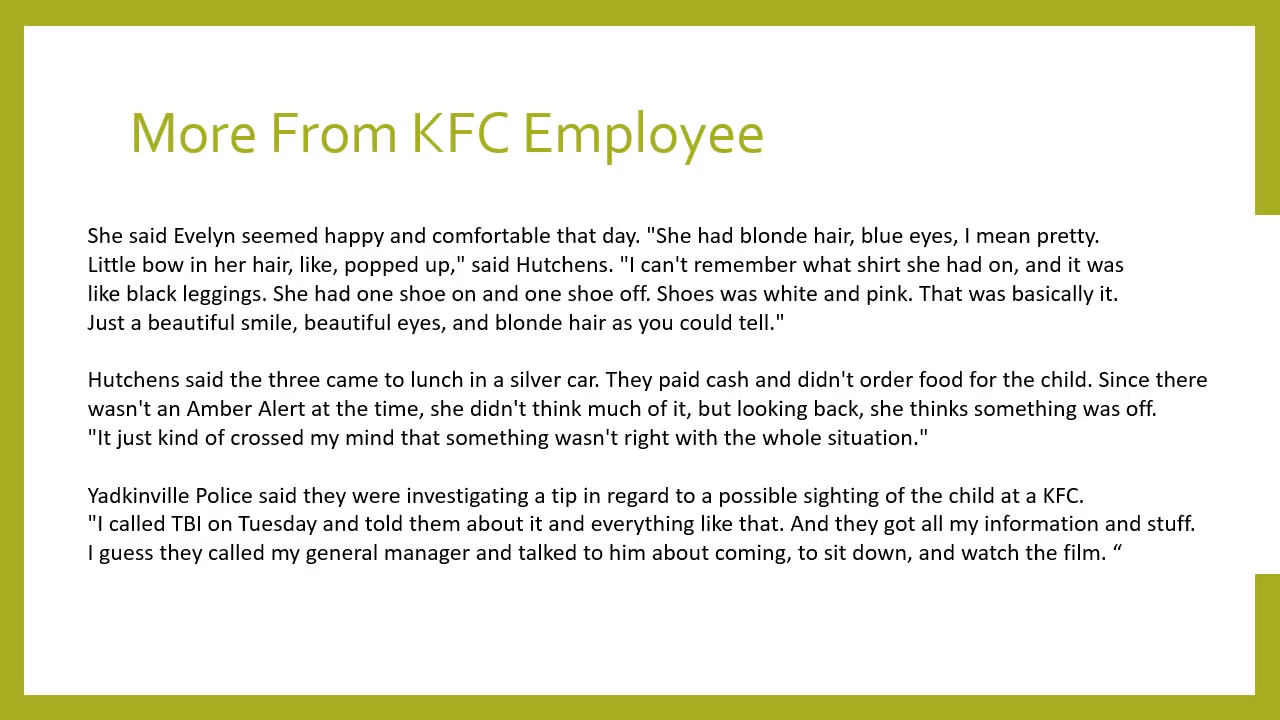 More From KFC Employee
She said Evelyn seemed happy and comfortable that day. "She had blonde hair, blue eyes, I mean pretty.
Little bow in her hair, like, popped up," said Hutchens. "I can't remember what shirt she had on, and it was
like black leggings. She had one shoe on and one shoe off. Shoes was white and pink. That was basically it.
Just a beautiful smile, beautiful eyes, and blonde hair as you could tell."
Hutchens said the three came to lunch in a silver car. They paid cash and didn't order food for the child. Since there
wasn't an Amber Alert at the time, she didn't think much of it, but looking back, she thinks something was off.
"It just kind of crossed my mind that something wasn't right with the whole situation."
Yadkinville Police said they were investigating a tip in regard to a possible sighting of the child at a KFC.
"I called TBI on Tuesday and told them about it and everything like that. And they got all my information and stuff.
I guess they called my general manager and talked to him about coming, to sit down, and watch the film. “